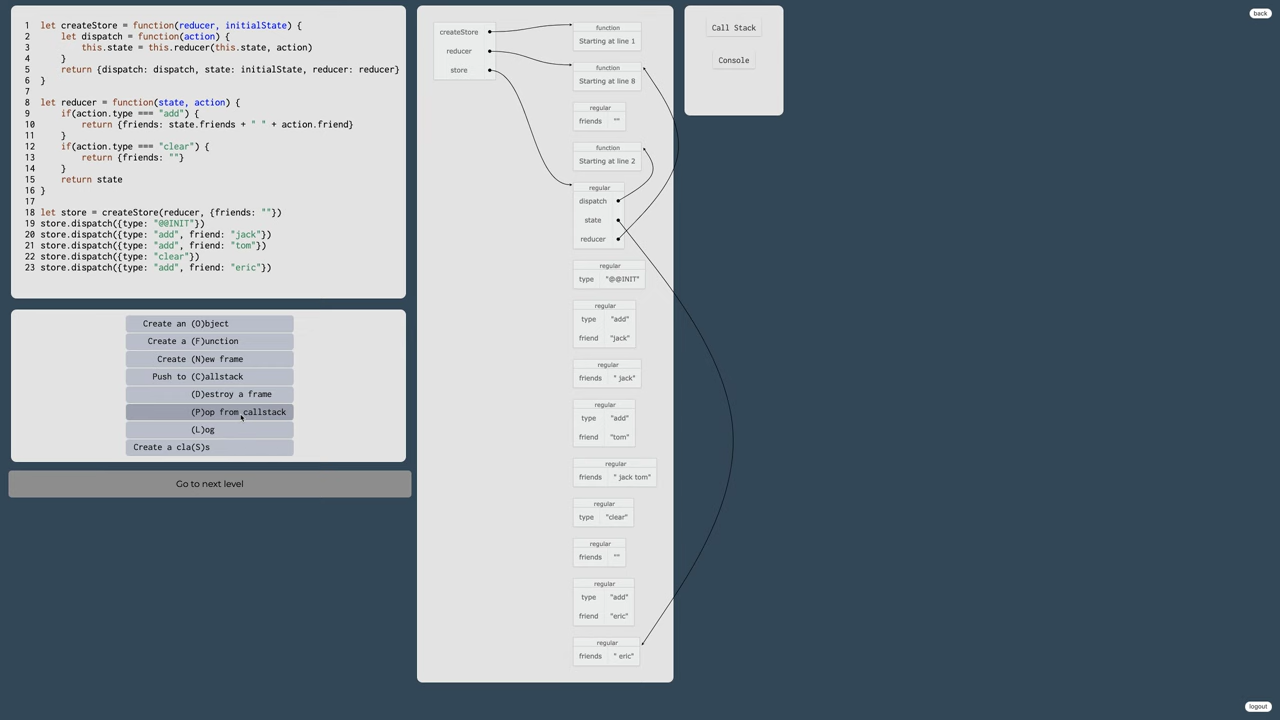 1 let createStore = function(reducer, initialState) {
2 let dispatch = function(action) {
3 this.state = this.reducer(this.state, action)
4 }
5 return {dispatch: dispatch, state: initialState, reducer: reducer}
6 }
7
8 let reducer = function(state, action) {
9 if(action.type === "add") {
10 return {friends: state.friends + " " + action.friend}
11 }
12 if(action.type === "clear") {
13 return {friends: ""}
14 }
15 return state
16 }
17
18 let store = createStore(reducer, {friends: ""})
19 store.dispatch({type: "@@INIT"})
20 store.dispatch({type: "add", friend: "jack"})
21 store.dispatch({type: "add", friend: "tom"})
22 store.dispatch({type: "clear"})
23 store.dispatch({type: "add", friend: "eric"})
Create an (O)bject
Create a (F)unction
Create (N)ew frame
Push to (C)allstack
(D)estroy a frame
(P)op from callstack
(L)og
Create a cla(S)s
Go to next level
createStore
reducer
store
function
Starting at line 1
function
Starting at line 8
regular
friends ""
function
Starting at line 2
regular
dispatch
state
reducer
regular
type "@@INIT"
regular
type "add"
friend "jack"
regular
friends " jack"
regular
type "add"
friend "tom"
regular
friends " jack tom"
regular
type "clear"
regular
friends ""
regular
type "add"
friend "eric"
regular
friends " eric"
Call Stack
Console
back
logout